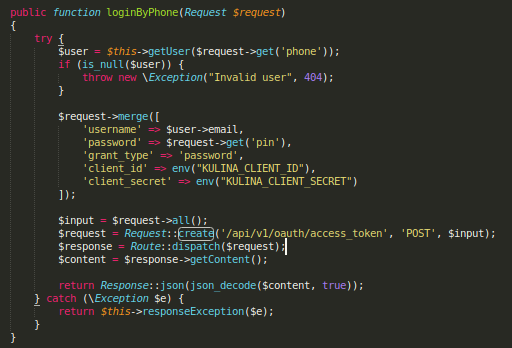 public function loginByPhone(Request $request)
{
    try {
        $user = $this->getUser($request->get('phone'));
        if (is_null($user)) {
            throw new \Exception("Invalid user", 404);
        }

        $request->merge([
            'username' => $user->email,
            'password' => $request->get('pin'),
            'grant_type' => 'password',
            'client_id' => env("KULINA_CLIENT_ID"),
            'client_secret' => env("KULINA_CLIENT_SECRET")
        ]);

        $input = $request->all();
        $request = Request::create('/api/v1/oauth/access_token', 'POST', $input);
        $response = Route::dispatch($request);
        $content = $response->getContent();

        return Response::json(json_decode($content, true));
    } catch (\Exception $e) {
        return $this->responseException($e);
    }
}